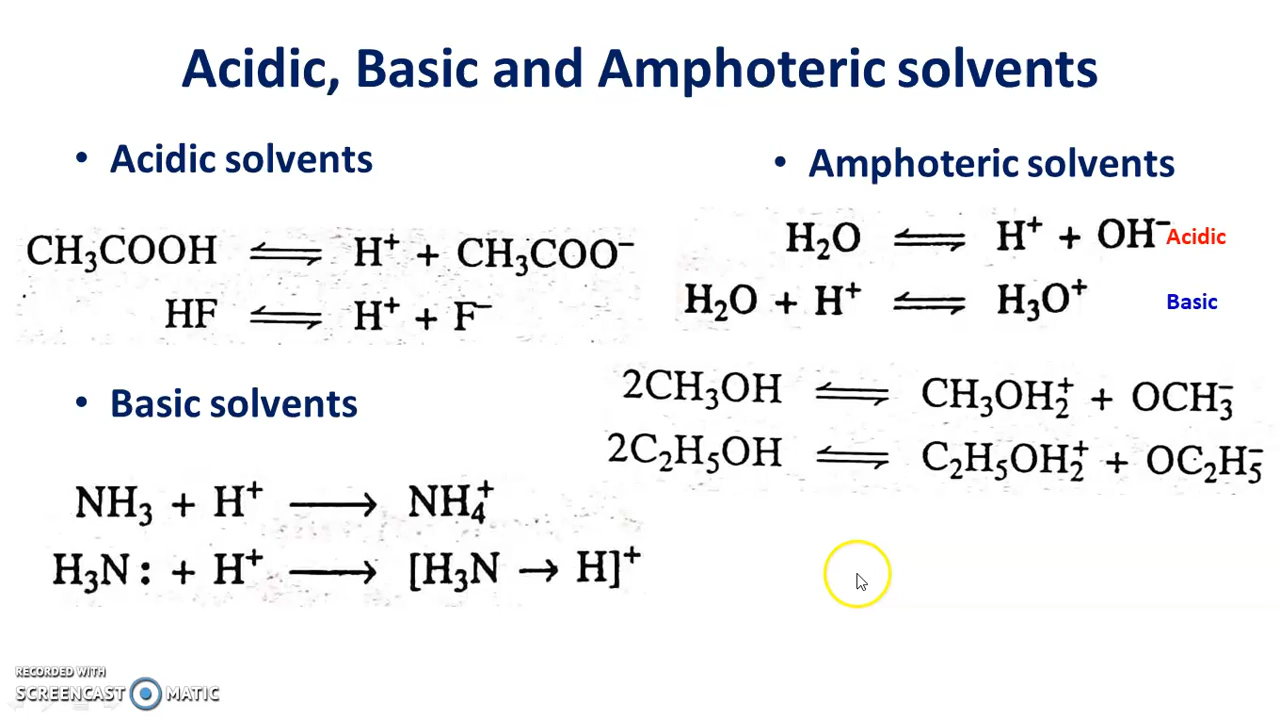 Acidic, Basic and Amphoteric solvents
• Acidic solvents
CH₃COOH ⇌ H⁺ + CH₃COO⁻
HF ⇌ H⁺ + F⁻
• Basic solvents
NH₃ + H⁺ ⟶ NH₄⁺
H₃N: + H⁺ ⟶ [H₃N → H]⁺
• Amphoteric solvents
H₂O ⇌ H⁺ + OH⁻ Acidic
H₂O + H⁺ ⇌ H₃O⁺ Basic
2CH₃OH ⇌ CH₃OH₂⁺ + OCH₃⁻
2C₂H₅OH ⇌ C₂H₅OH₂⁺ + OC₂H₅⁻
RECORDED WITH
SCREENCAST MATIC